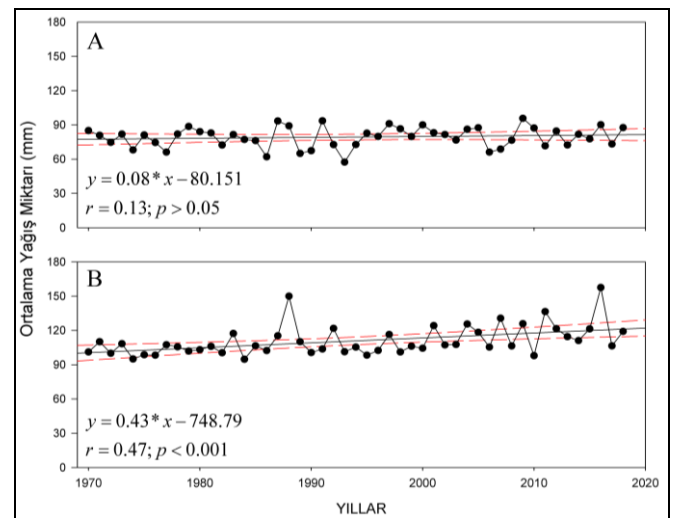 Ortalama Yağış Miktarı (mm)
180
150
120
90
60
30
0
A
y = 0.08* x − 80.151
r = 0.13; p > 0.05
180
150
120
90
60
30
0
B
y = 0.43* x − 748.79
r = 0.47; p < 0.001
1970 1980 1990 2000 2010 2020
YILLAR